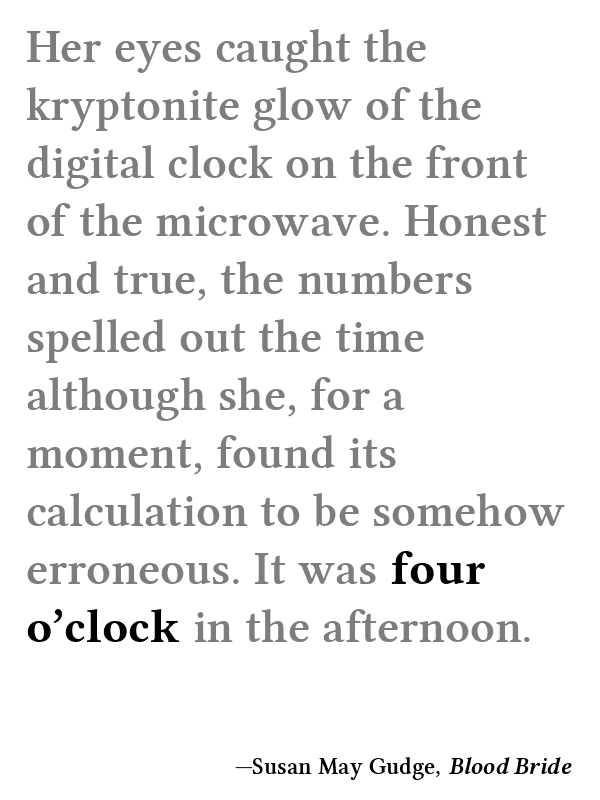 Her eyes caught the
kryptonite glow of the
digital clock on the front
of the microwave. Honest
and true, the numbers
spelled out the time
although she, for a
moment, found its
calculation to be somehow
erroneous. It was four
o’clock in the afternoon.
—Susan May Gudge, Blood Bride